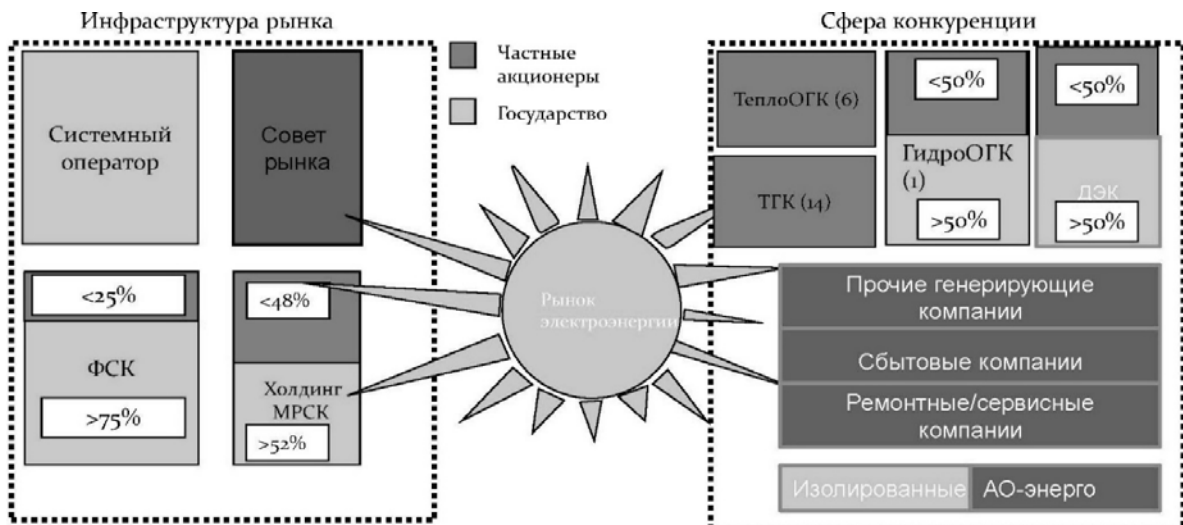 Инфраструктура рынка
Системный
оператор
Совет
рынка
<25%
ФСК
>75%
<48%
Холдинг
МРСК
>52%
Частные
акционеры
Государство
Рынок
электроэнергии
Сфера конкуренции
ТеплоОГК (6)
ТГК (14)
<50%
ГидроОГК
(1)
>50%
<50%
ДЭК
>50%
Прочие генерирующие
компании
Сбытовые компании
Ремонтные/сервисные
компании
Изолированные АО-энерго